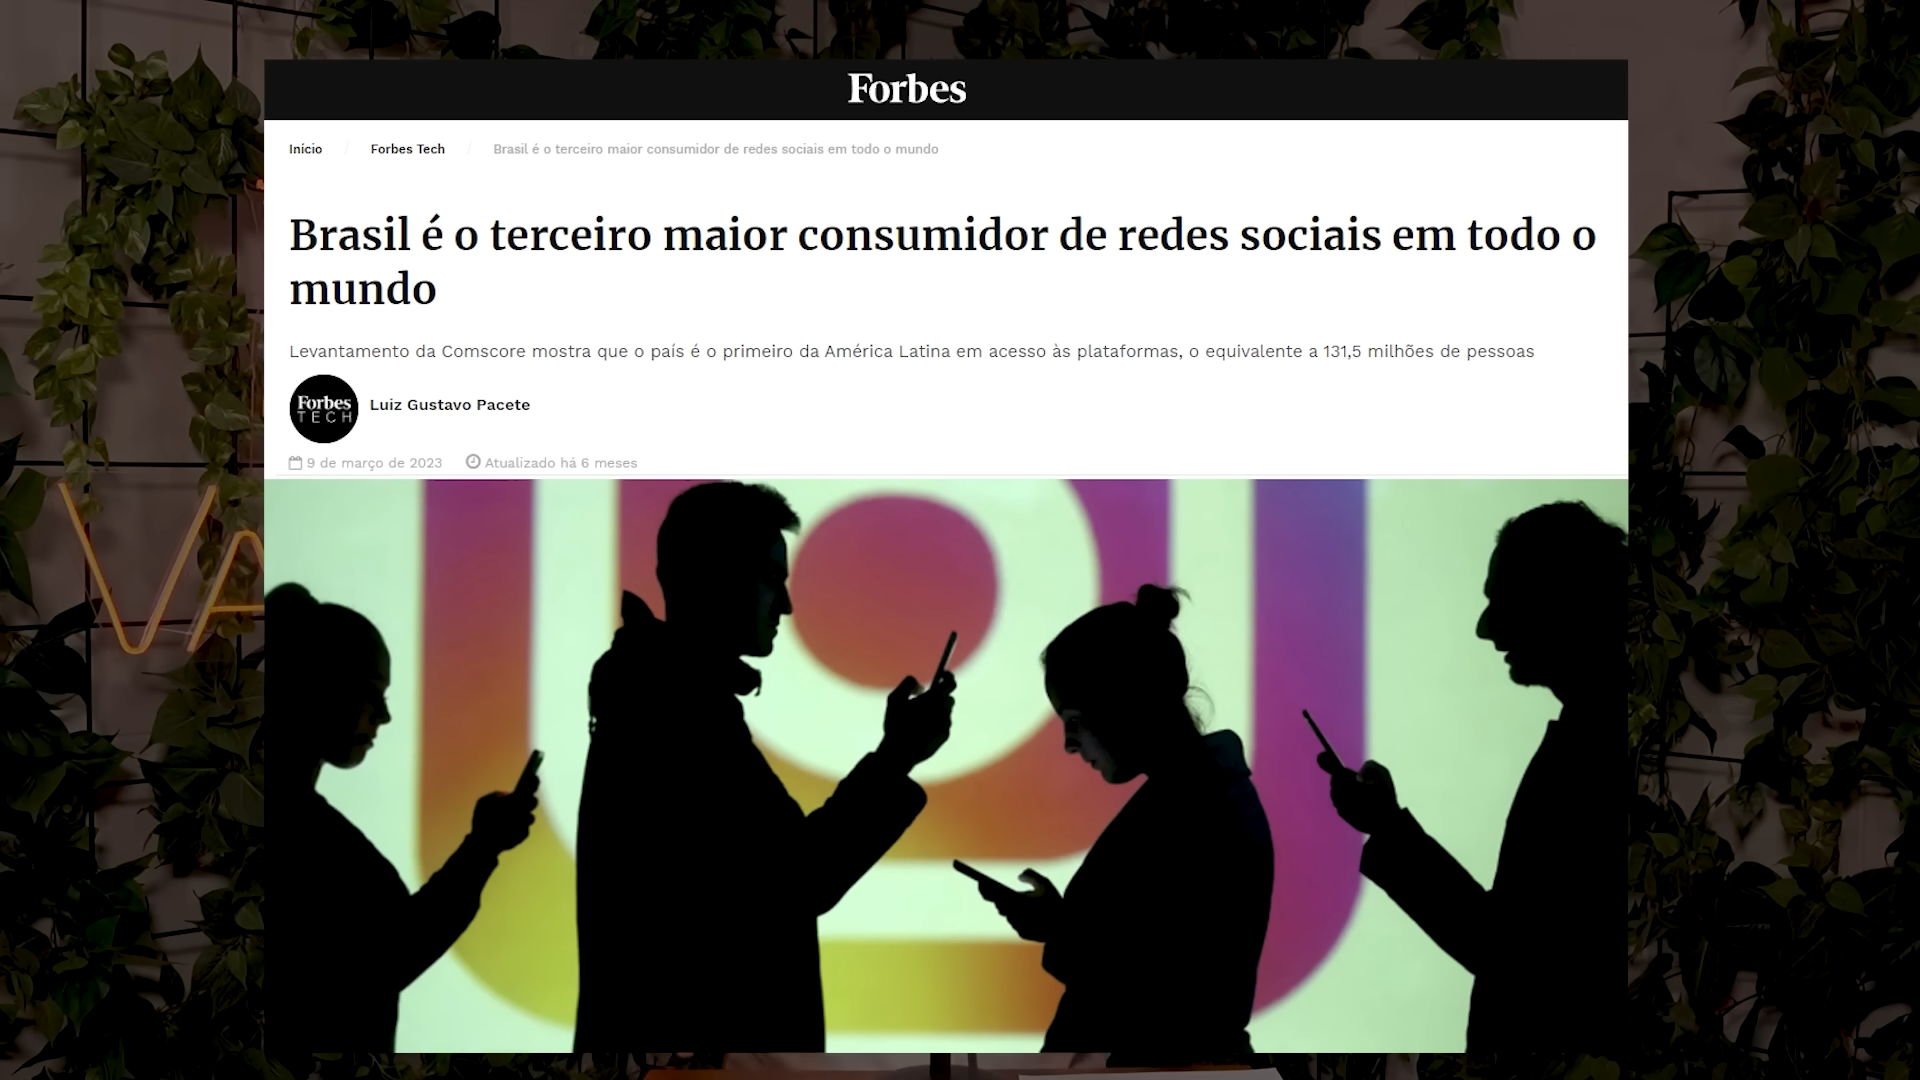 Forbes
Início / Forbes Tech / Brasil é o terceiro maior consumidor de redes sociais em todo o mundo
Brasil é o terceiro maior consumidor de redes sociais em todo o
mundo
Levantamento da Comscore mostra que o país é o primeiro da América Latina em acesso às plataformas, o equivalente a 131,5 milhões de pessoas
Forbes
TECH
Luiz Gustavo Pacete
9 de março de 2023 Atualizado há 6 meses
VA